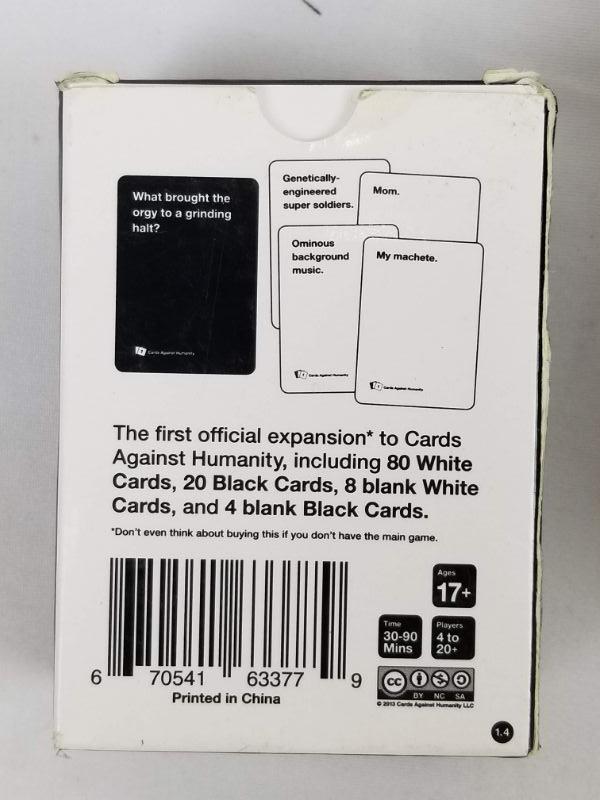 What brought the
orgy to a grinding
halt?
Cards Against Humanity
Genetically-
engineered
super soldiers.
Mom.
Ominous
background
music.
Cards Against Humanity
My machete.
Cards Against Humanity
The first official expansion* to Cards
Against Humanity, including 80 White
Cards, 20 Black Cards, 8 blank White
Cards, and 4 blank Black Cards.
*Don't even think about buying this if you don't have the main game.
6 70541 63377 9
Printed in China
Ages
17+
Time
30-90
Mins
Players
4 to
20+
cc
BY NC SA
© 2013 Cards Against Humanity LLC
1.4